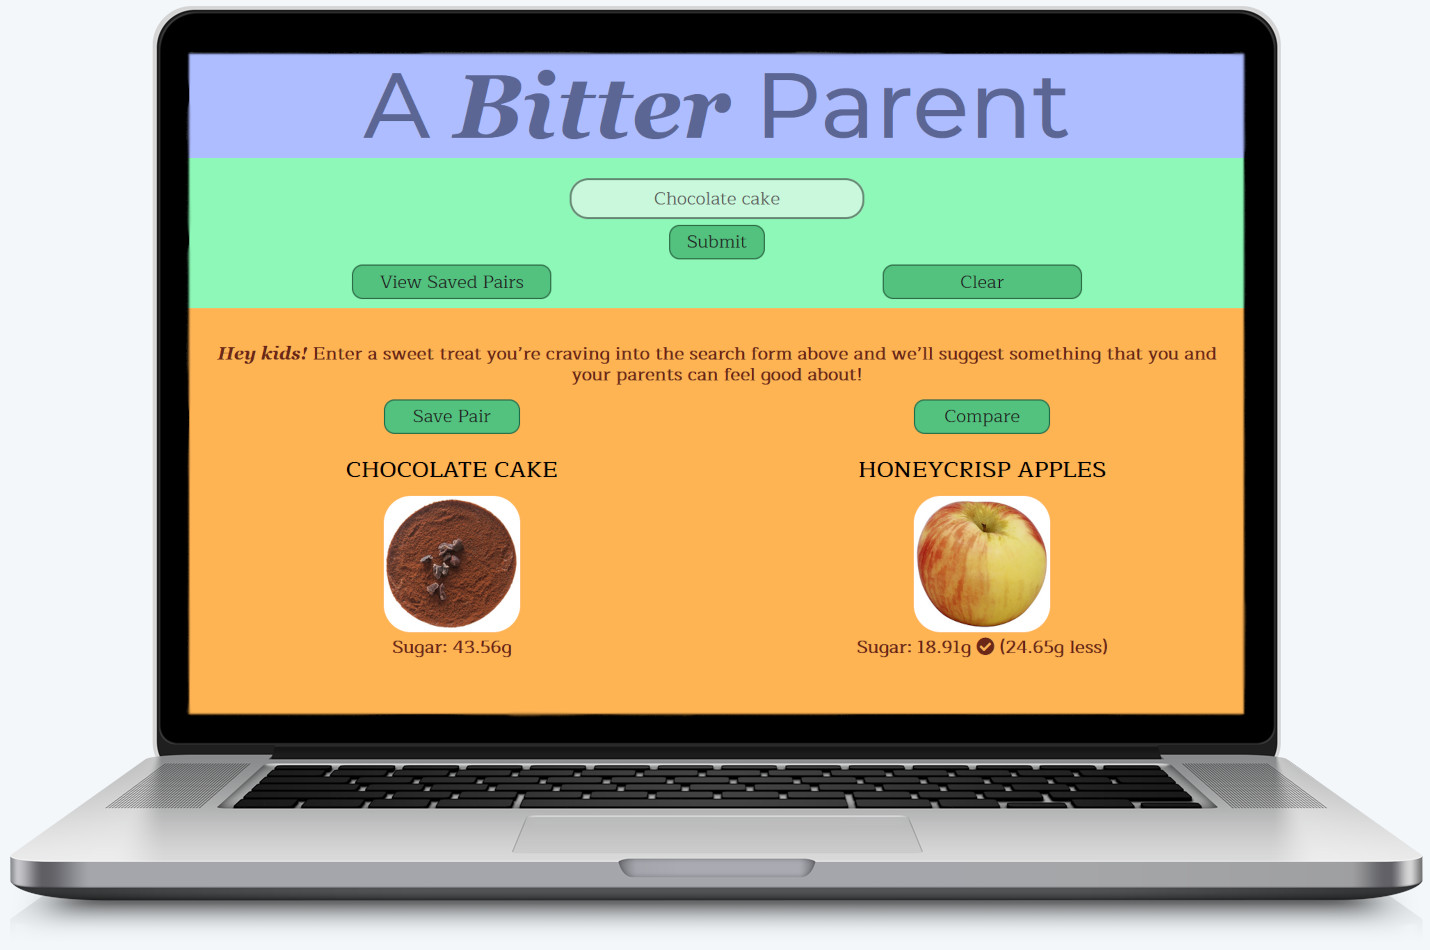 A Bitter Parent
Chocolate cake
Submit
View Saved Pairs
Clear
Hey kids! Enter a sweet treat you’re craving into the search form above and we’ll suggest something that you and
your parents can feel good about!
Save Pair
Compare
CHOCOLATE CAKE
HONEYCRISP APPLES
Sugar: 43.56g
Sugar: 18.91g (24.65g less)